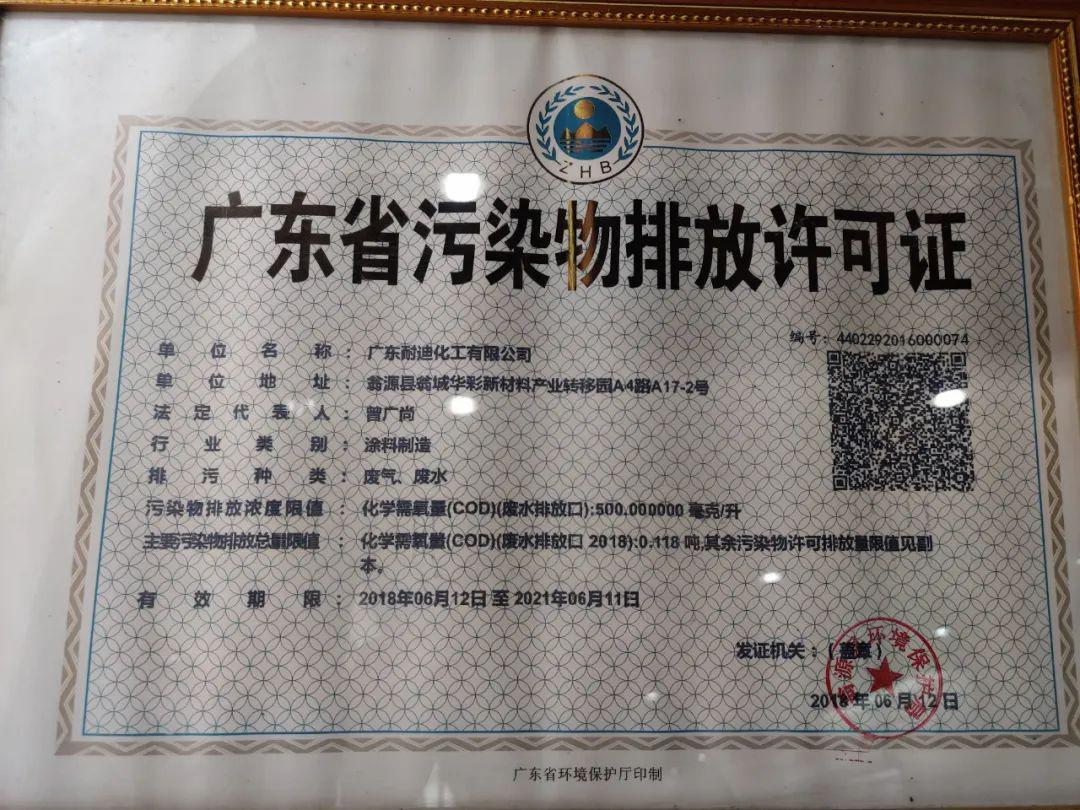 ZHB
广东省污染物排放许可证
编号：4402292016000074
单位名称：广东耐迪化工有限公司
单位地址：翁源县翁城华彩新材料产业转移园A4路A17-2号
法定代表人：曾广尚
行业类别：涂料制造
排污种类：废气、废水
污染物排放浓度限值：化学需氧量(COD)(废水排放口):500.000000 毫克/升
主要污染物排放总量限值：化学需氧量(COD)(废水排放口 2018):0.118 吨,其余污染物许可排放量限值见副
本。
有效期限：2018年06月12日 至 2021年06月11日
发证机关：(盖章)
翁源县环境保护局
2018年06月12日
广东省环境保护厅印制